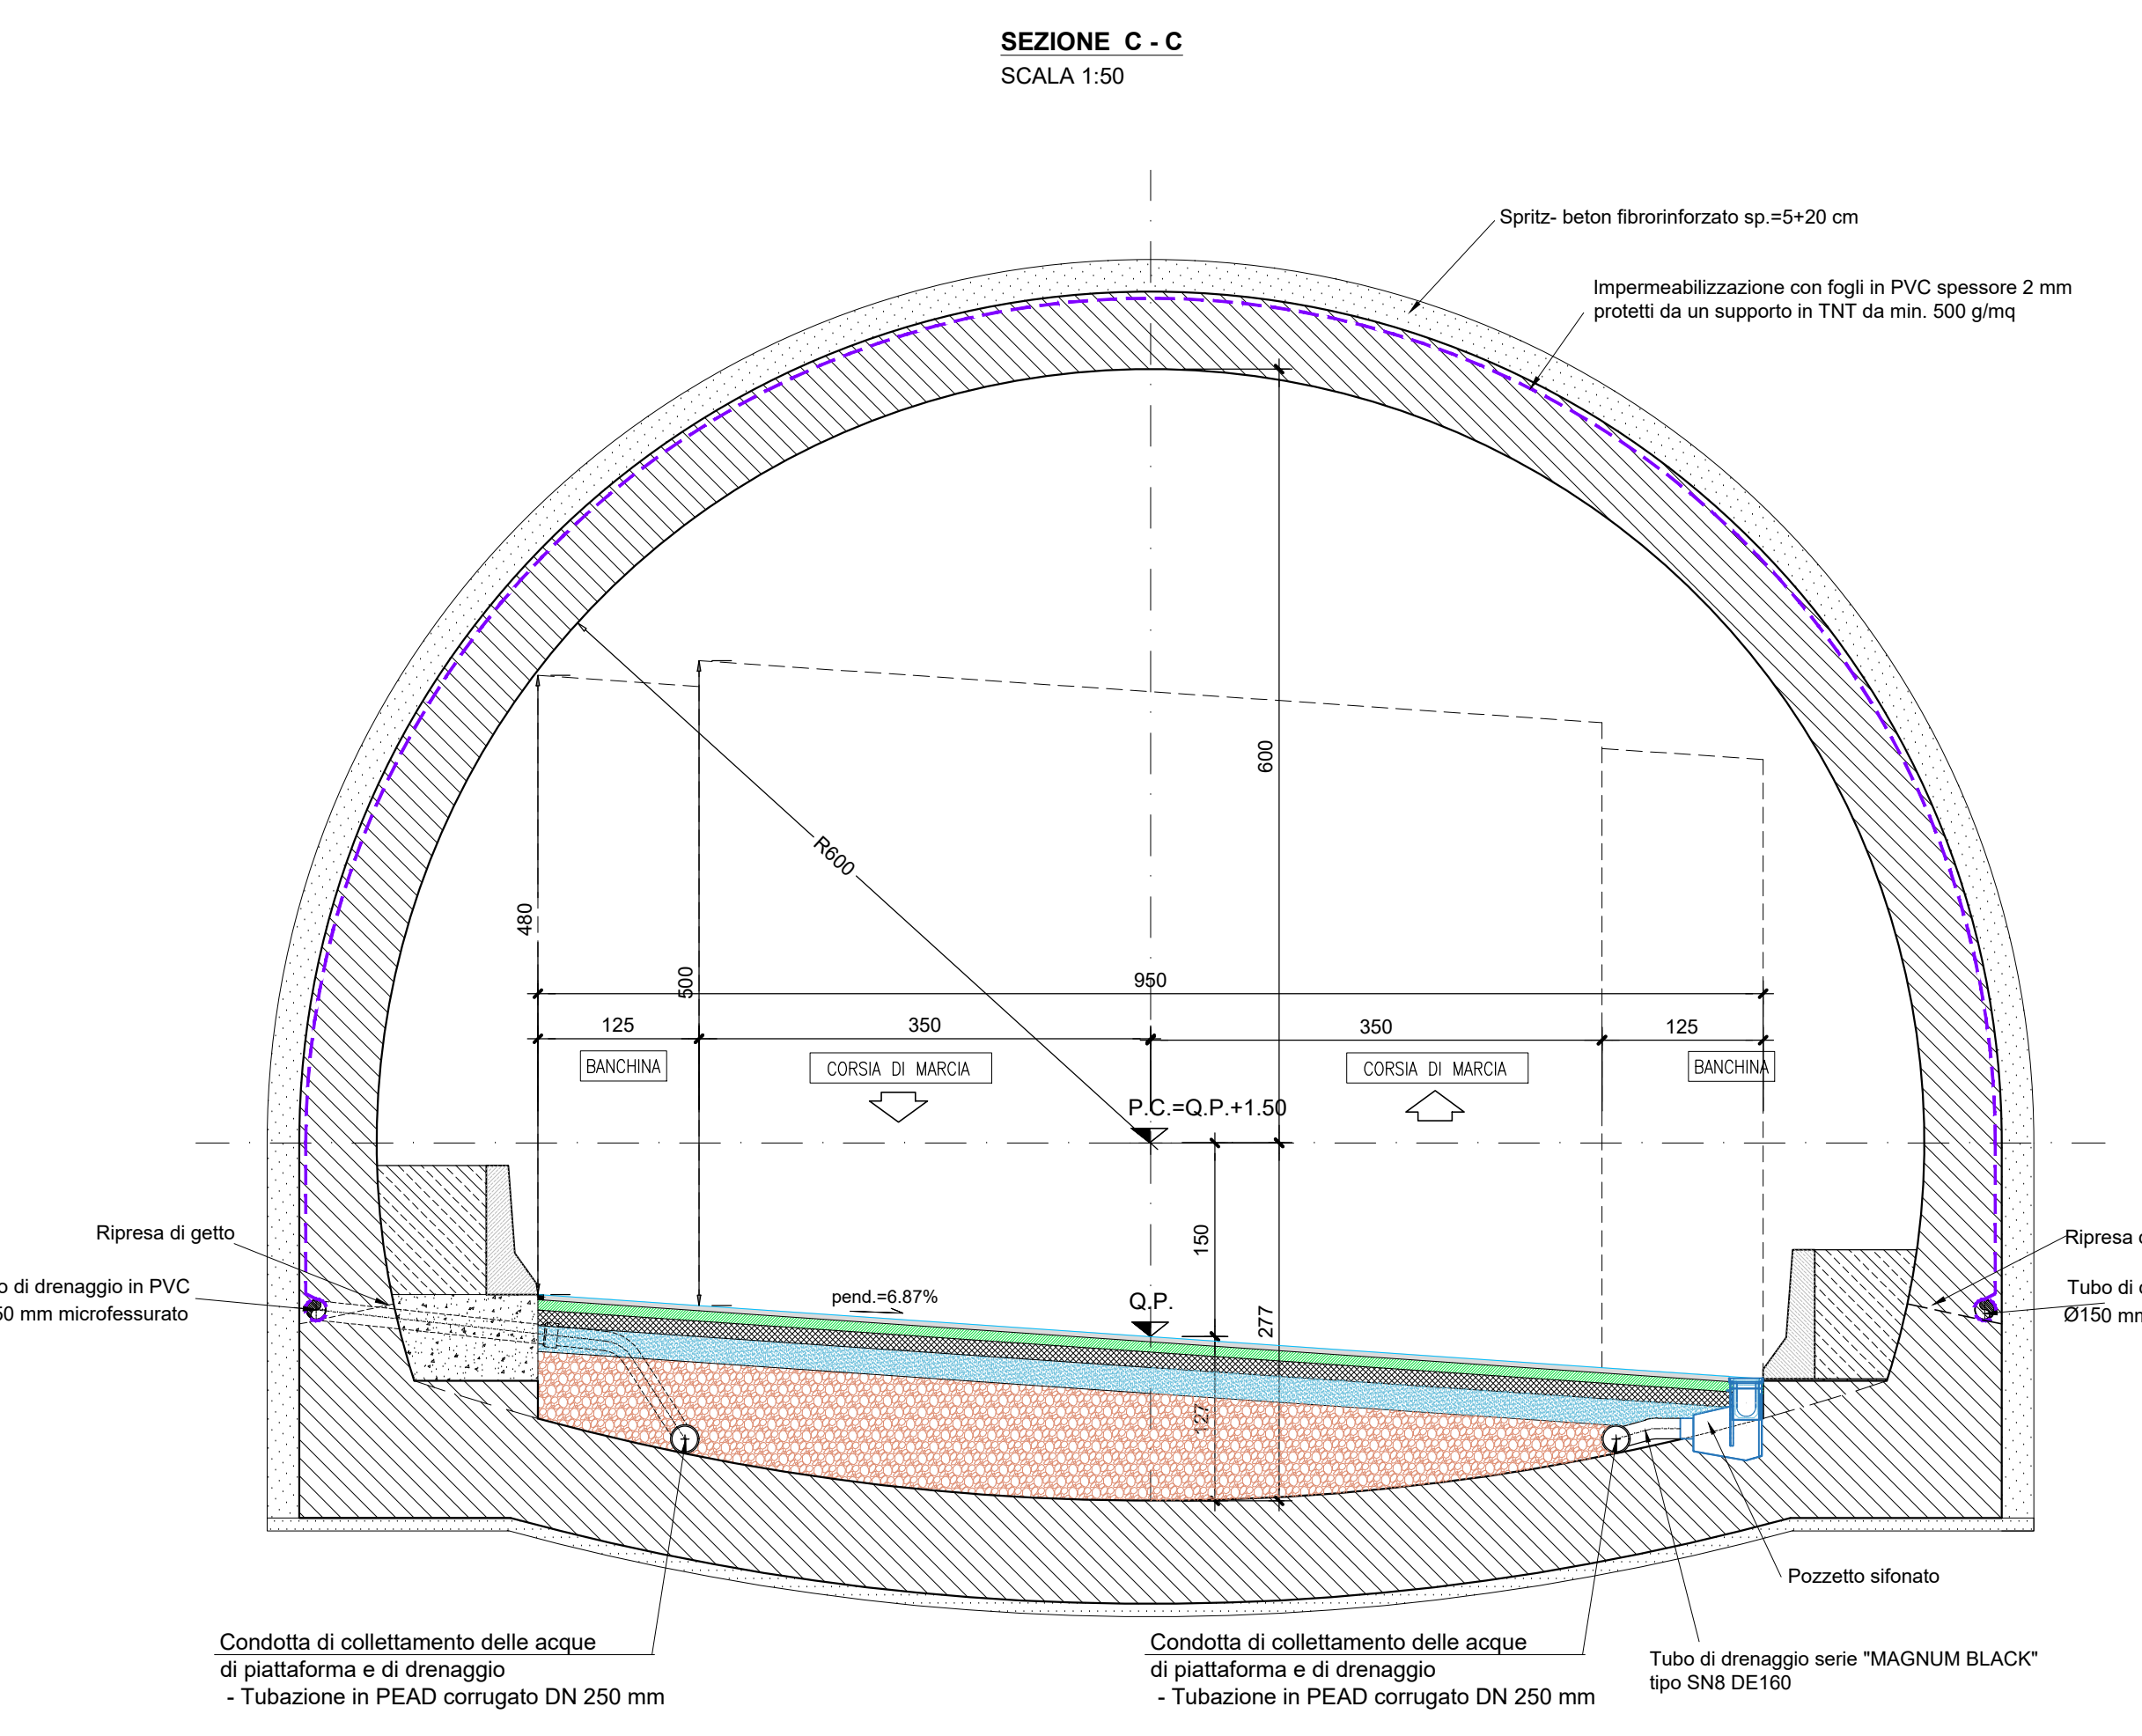 SEZIONE C - C
SCALA 1:50
Spritz- beton fibrorinforzato sp.=5+20 cm
Impermeabilizzazione con fogli in PVC spessore 2 mm
protetti da un supporto in TNT da min. 500 g/mq
600
R600
480
500
950
125
350
350
125
BANCHINA
CORSIA DI MARCIA
CORSIA DI MARCIA
BANCHINA
P.C.=Q.P.+1.50
Ripresa di getto
o di drenaggio in PVC
50 mm microfessurato
150
pend.=6.87%
Q.P.
277
127
Ripresa d
Tubo di d
Ø150 mm
Pozzetto sifonato
Condotta di collettamento delle acque
di piattaforma e di drenaggio
- Tubazione in PEAD corrugato DN 250 mm
Condotta di collettamento delle acque
di piattaforma e di drenaggio
- Tubazione in PEAD corrugato DN 250 mm
Tubo di drenaggio serie "MAGNUM BLACK"
tipo SN8 DE160